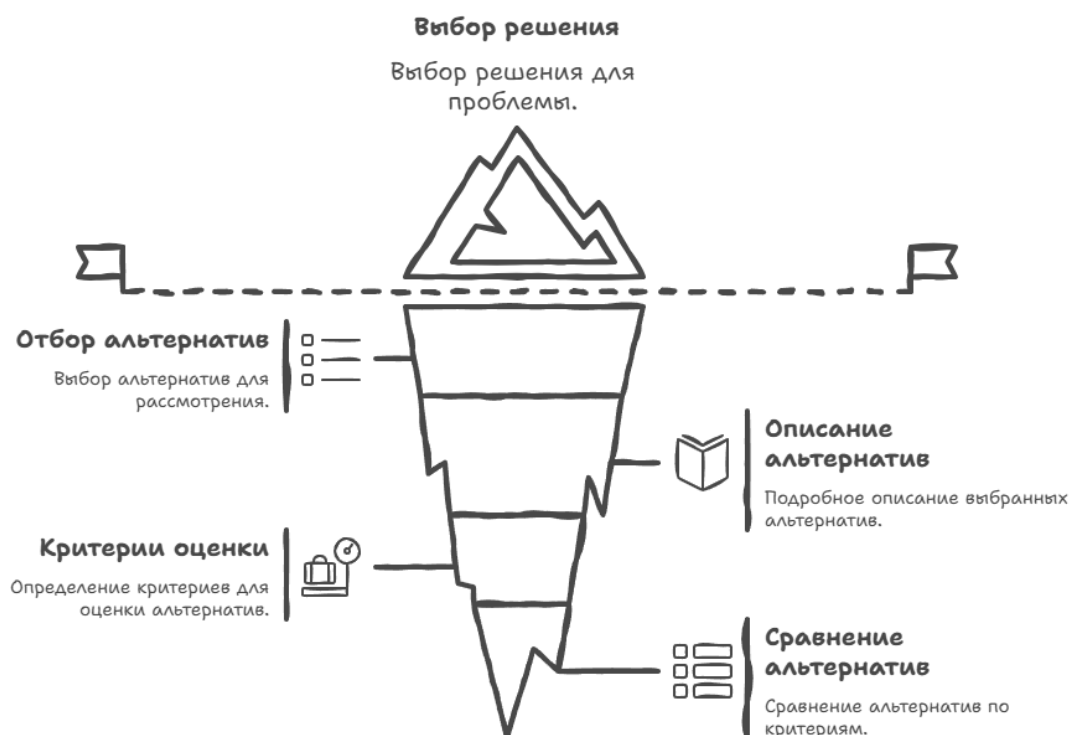 Выбор решения
Выбор решения для
проблемы.
Отбор альтернатив
Выбор альтернатив для
рассмотрения.
Описание
альтернатив
Подробное описание выбранных
альтернатив.
Критерии оценки
Определение критериев для
оценки альтернатив.
Сравнение
альтернатив
Сравнение альтернатив по
критериям.